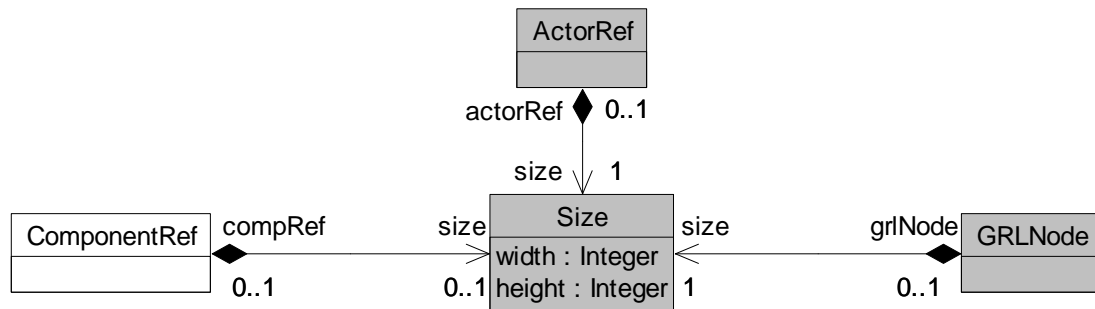 ActorRef
actorRef 0..1
size 1
Size
ComponentRef compRef size size grlNode GRLNode
width : Integer
0..1 0..1 height : Integer 1 0..1